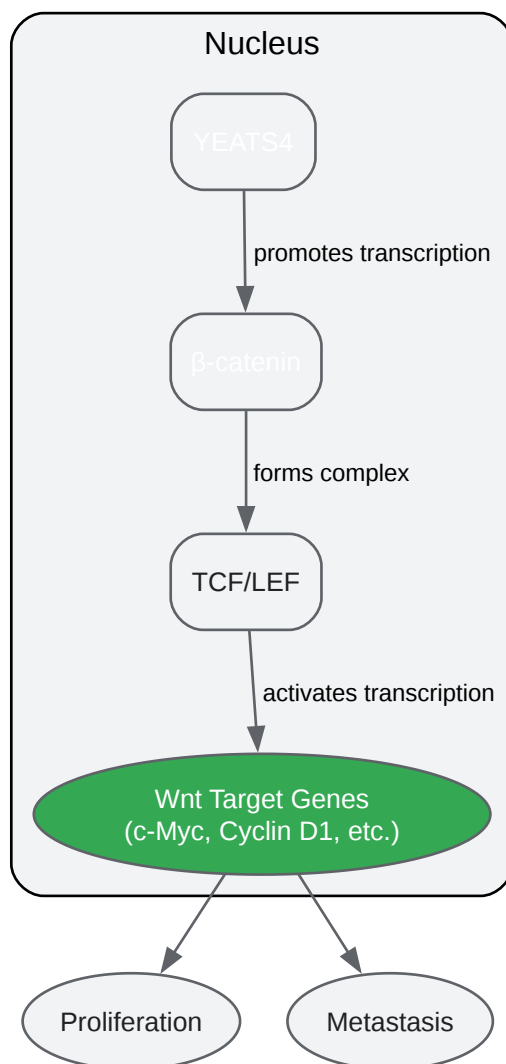 Nucleus
YEATS4
promotes transcription
β-catenin
forms complex
TCF/LEF
activates transcription
Wnt Target Genes
(c-Myc, Cyclin D1, etc.)
Proliferation
Metastasis